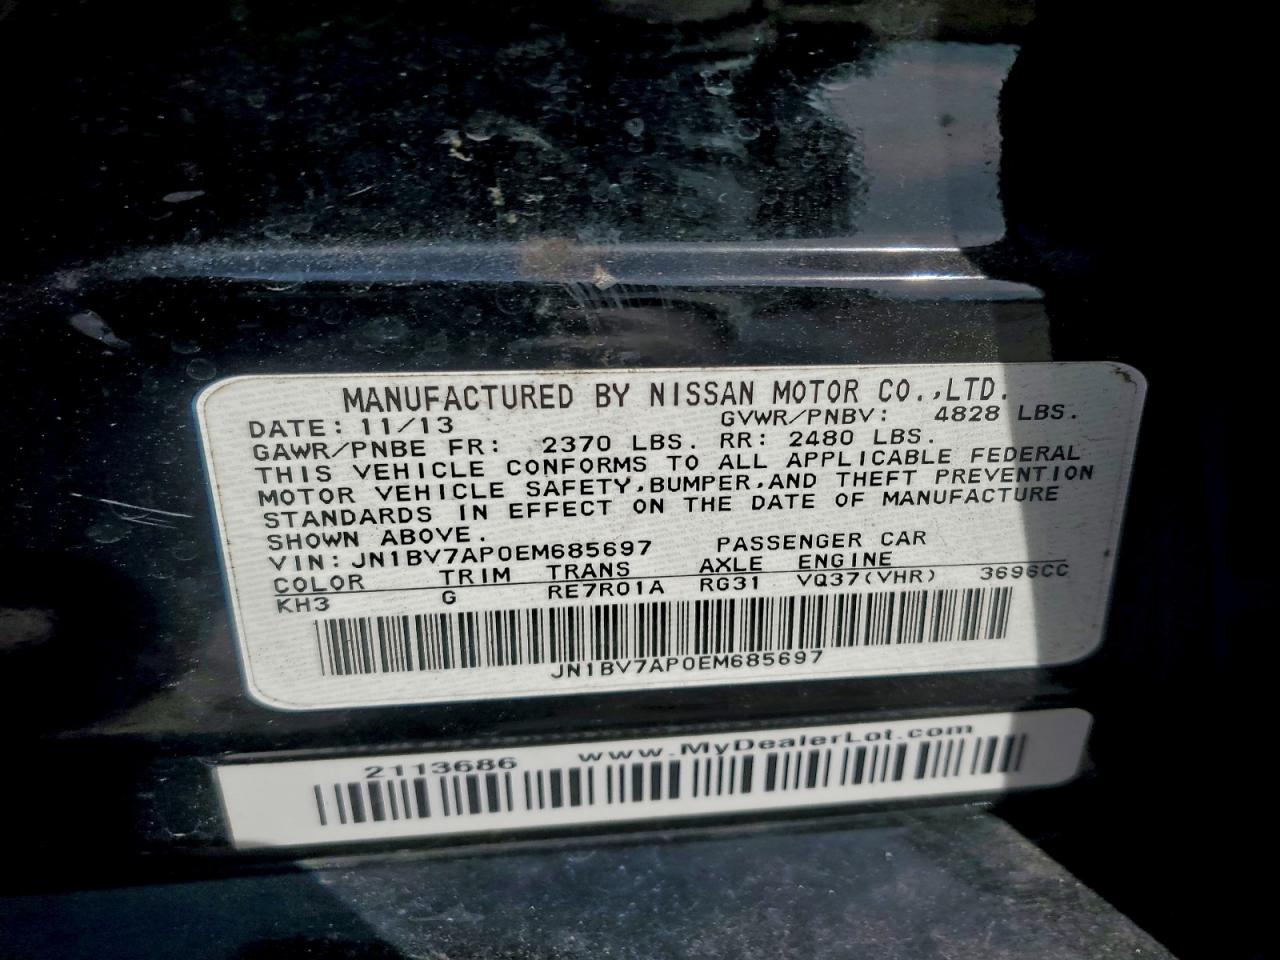 MANUFACTURED BY NISSAN MOTOR CO.,LTD.
DATE: 11/13 GVWR/PNBV: 4828 LBS.
GAWR/PNBE FR: 2370 LBS. RR: 2480 LBS.
THIS VEHICLE CONFORMS TO ALL APPLICABLE FEDERAL
MOTOR VEHICLE SAFETY,BUMPER,AND THEFT PREVENTION
STANDARDS IN EFFECT ON THE DATE OF MANUFACTURE
SHOWN ABOVE.
VIN: JN1BV7AP0EM685697 PASSENGER CAR
COLOR TRIM TRANS AXLE ENGINE
KH3 G RE7R01A RG31 VQ37(VHR) 3696CC
JN1BV7AP0EM685697
2113686 www.MyDealerLot.com